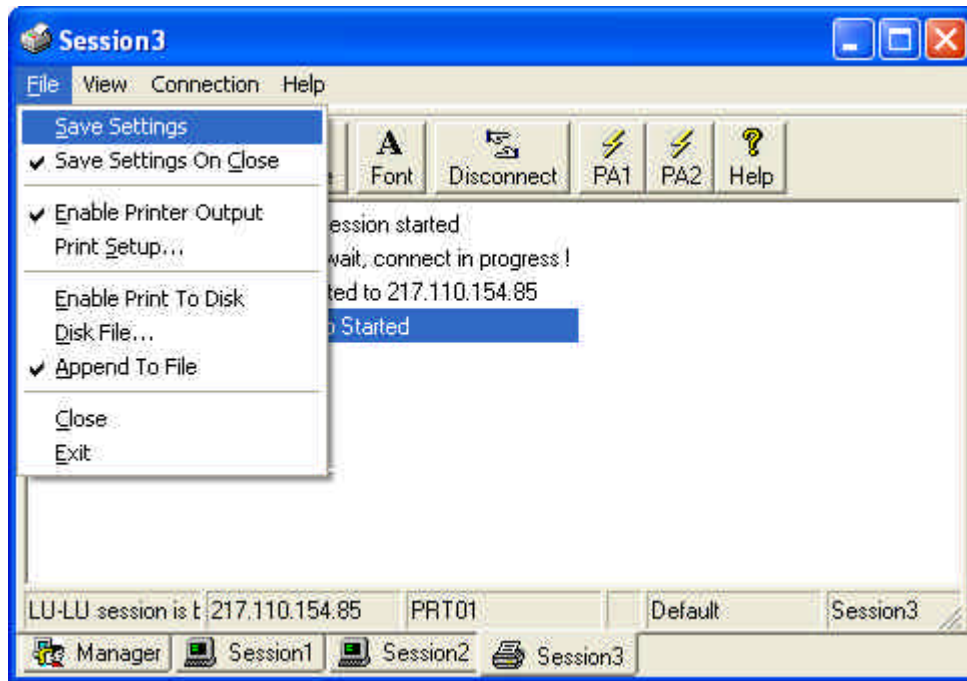 Session3
File View Connection Help
Save Settings
Save Settings On Close
Enable Printer Output
Print Setup...
Enable Print To Disk
Disk File...
Append To File
Close
Exit
Font Disconnect PA1 PA2 Help
ession started
wait, connect in progress !
ted to 217.110.154.85
Started
LU-LU session is t 217.110.154.85 PRT01 Default Session3
Manager Session1 Session2 Session3